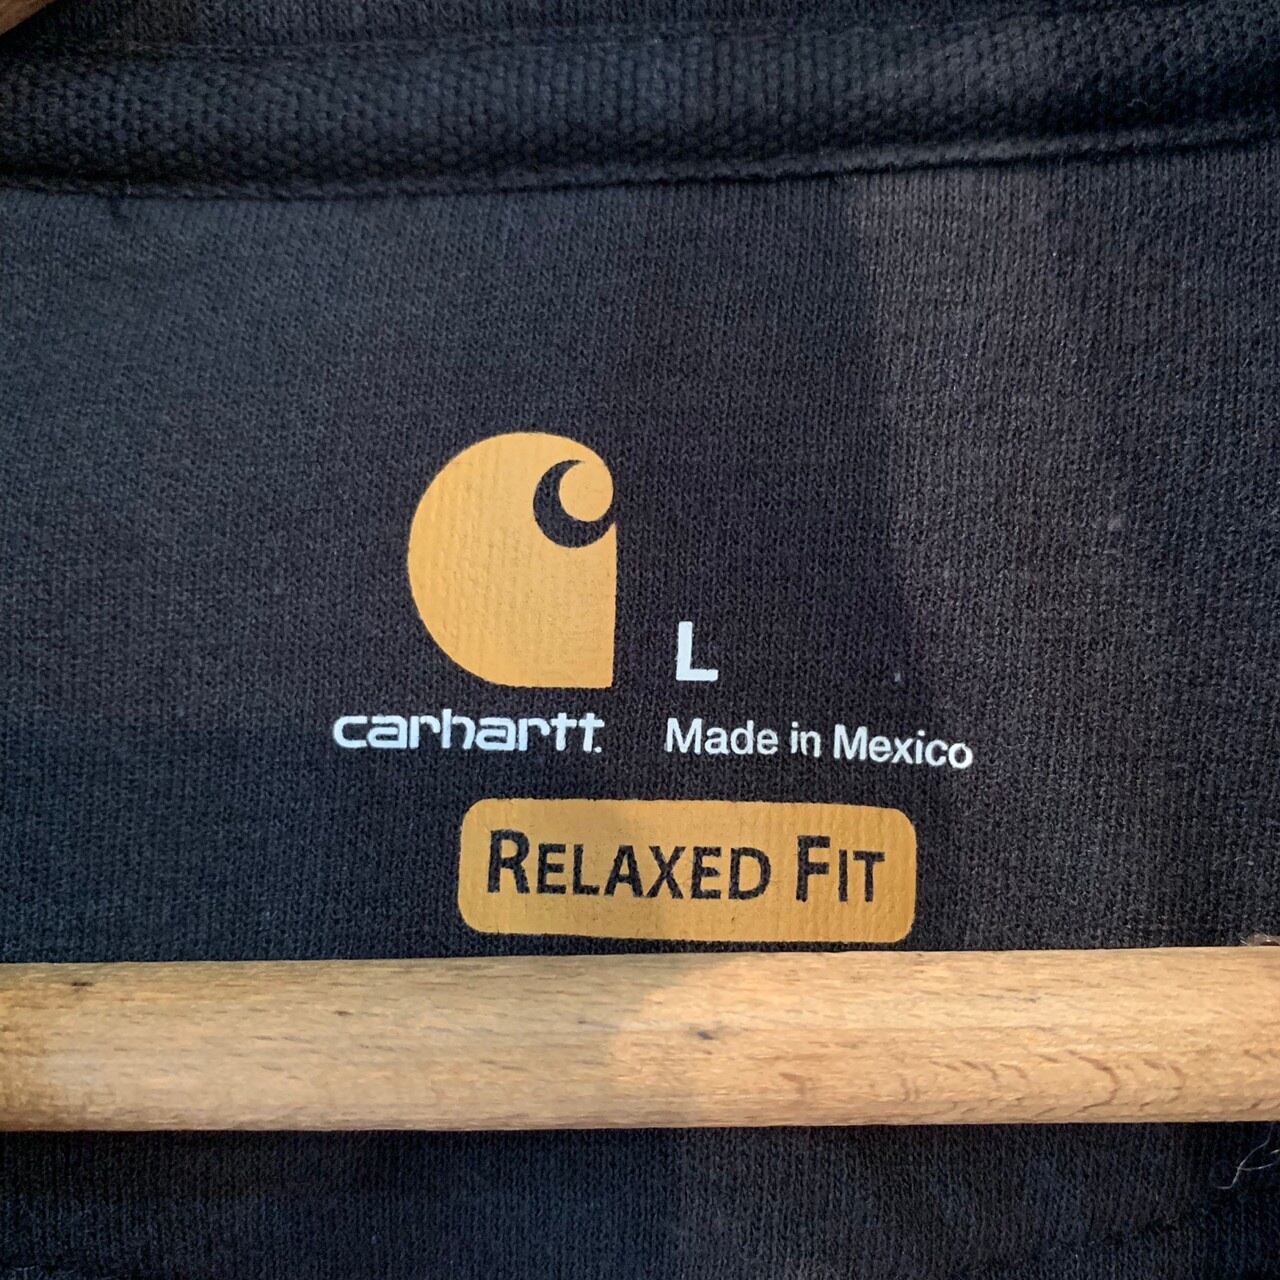 L
carhartt.
Made in Mexico
RELAXED FIT